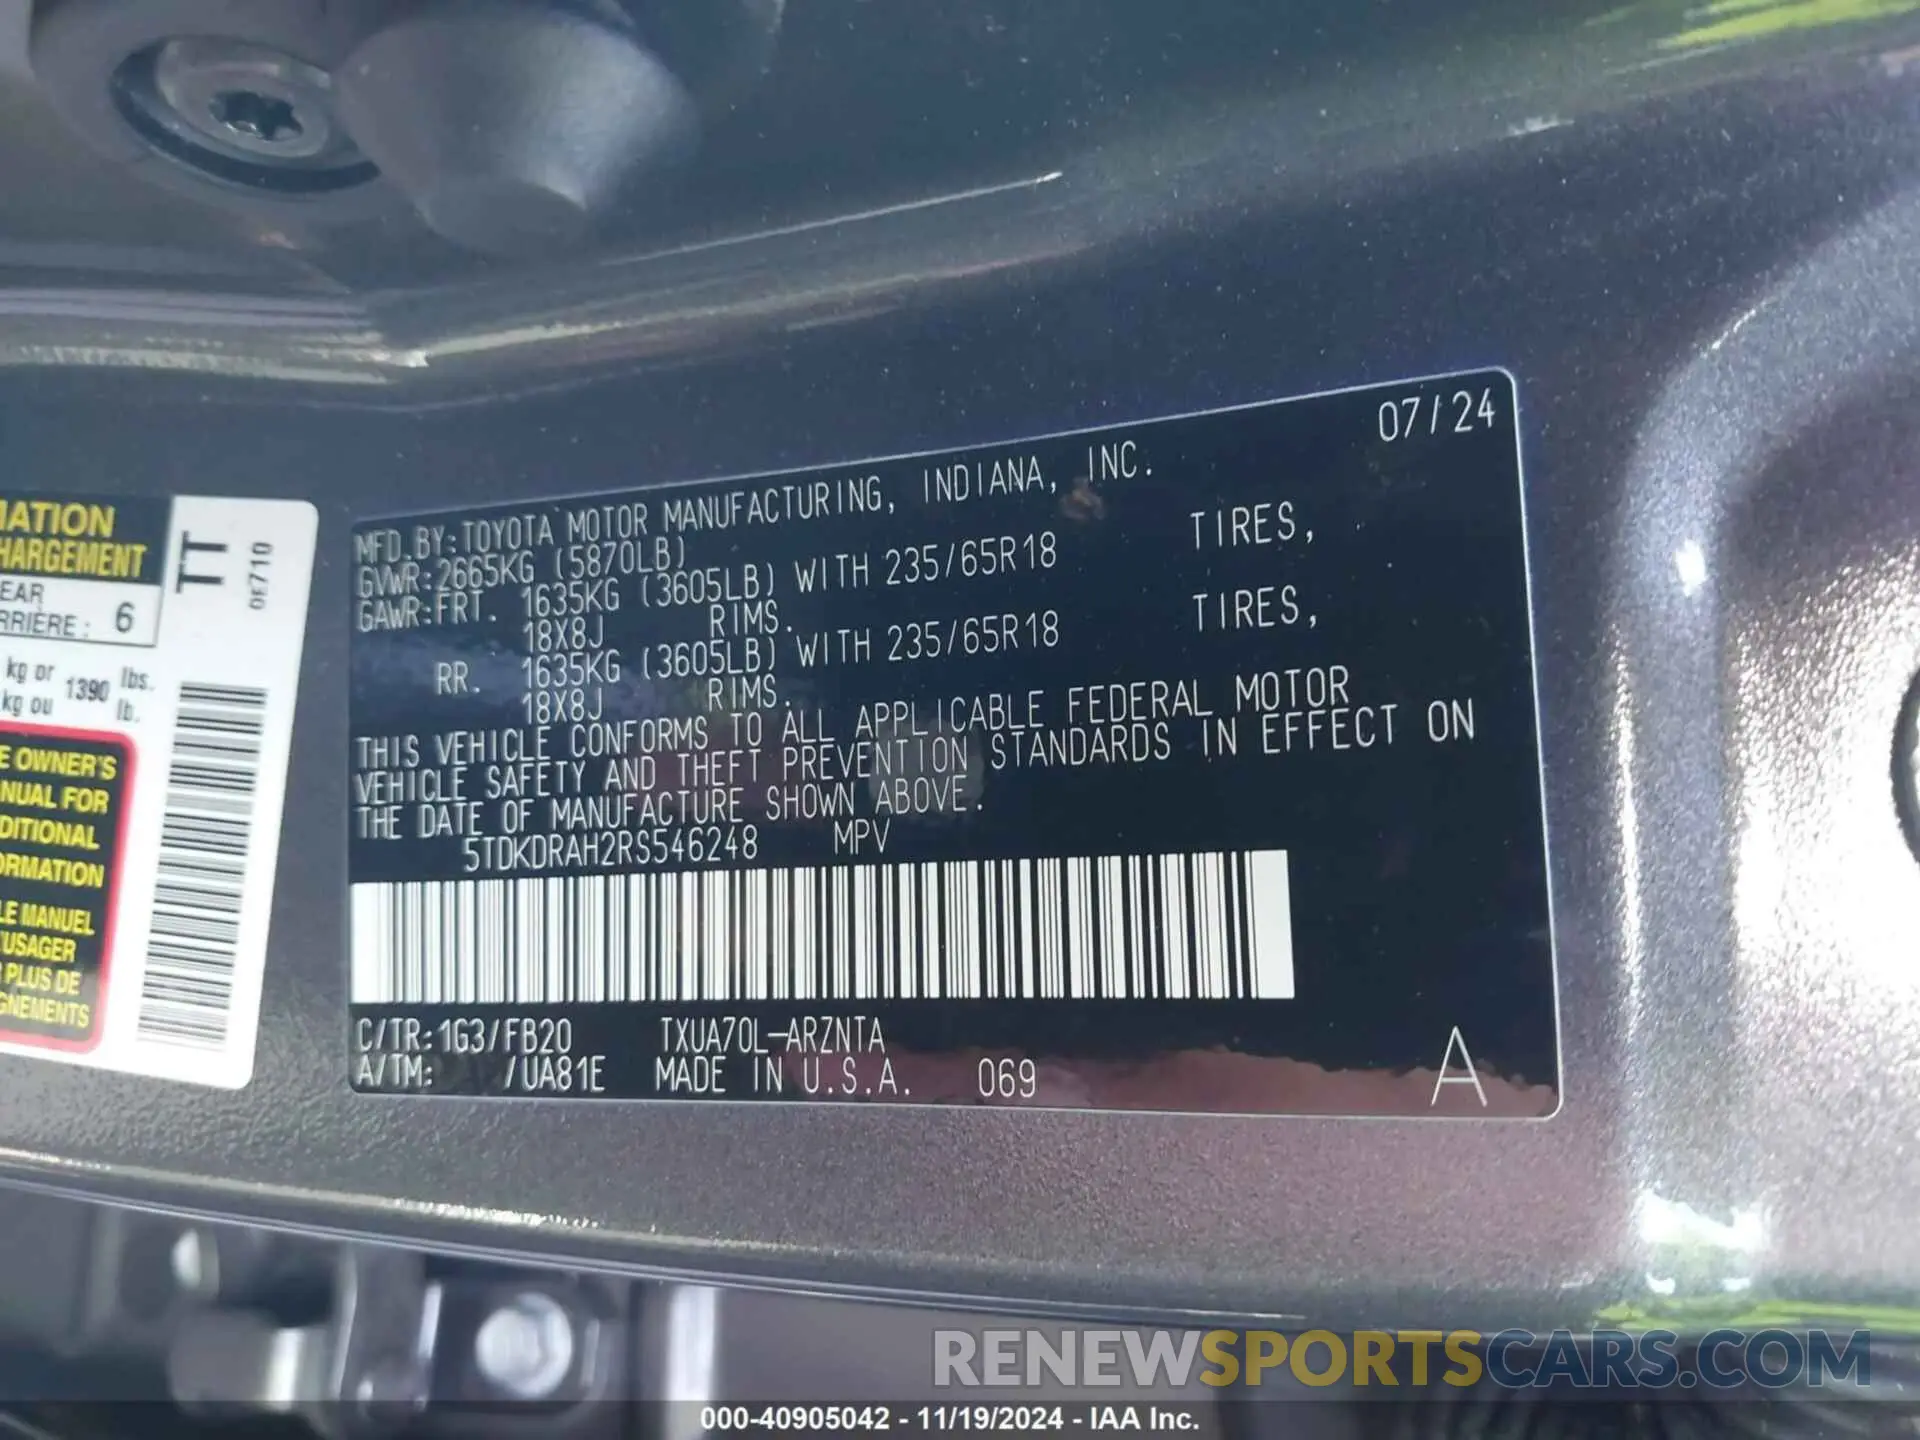 07/24
MFD.BY:TOYOTA MOTOR MANUFACTURING, INDIANA, INC.
GVWR:2665KG (5870LB)
GAWR:FRT. 1635KG (3605LB) WITH 235/65R18 TIRES,
18X8J RIMS.
RR. 1635KG (3605LB) WITH 235/65R18 TIRES,
18X8J RIMS.
THIS VEHICLE CONFORMS TO ALL APPLICABLE FEDERAL MOTOR
VEHICLE SAFETY AND THEFT PREVENTION STANDARDS IN EFFECT ON
THE DATE OF MANUFACTURE SHOWN ABOVE.
5TDKDRAH2RS546248 MPV
C/TR:1G3/FB20 TXUA70L-ARZNTA
A/TM: /UA81E MADE IN U.S.A. 069
A
MATION
HARGEMENT
EAR
RRIÈRE : 6
kg or 1390 lbs.
kg ou lb.
E OWNER'S
NUAL FOR
DITIONAL
ORMATION
LE MANUEL
'USAGER
PLUS DE
GNEMENTS
TT
0E710
RENEWSPORTSCARS.COM
000-40905042 - 11/19/2024 - IAA Inc.